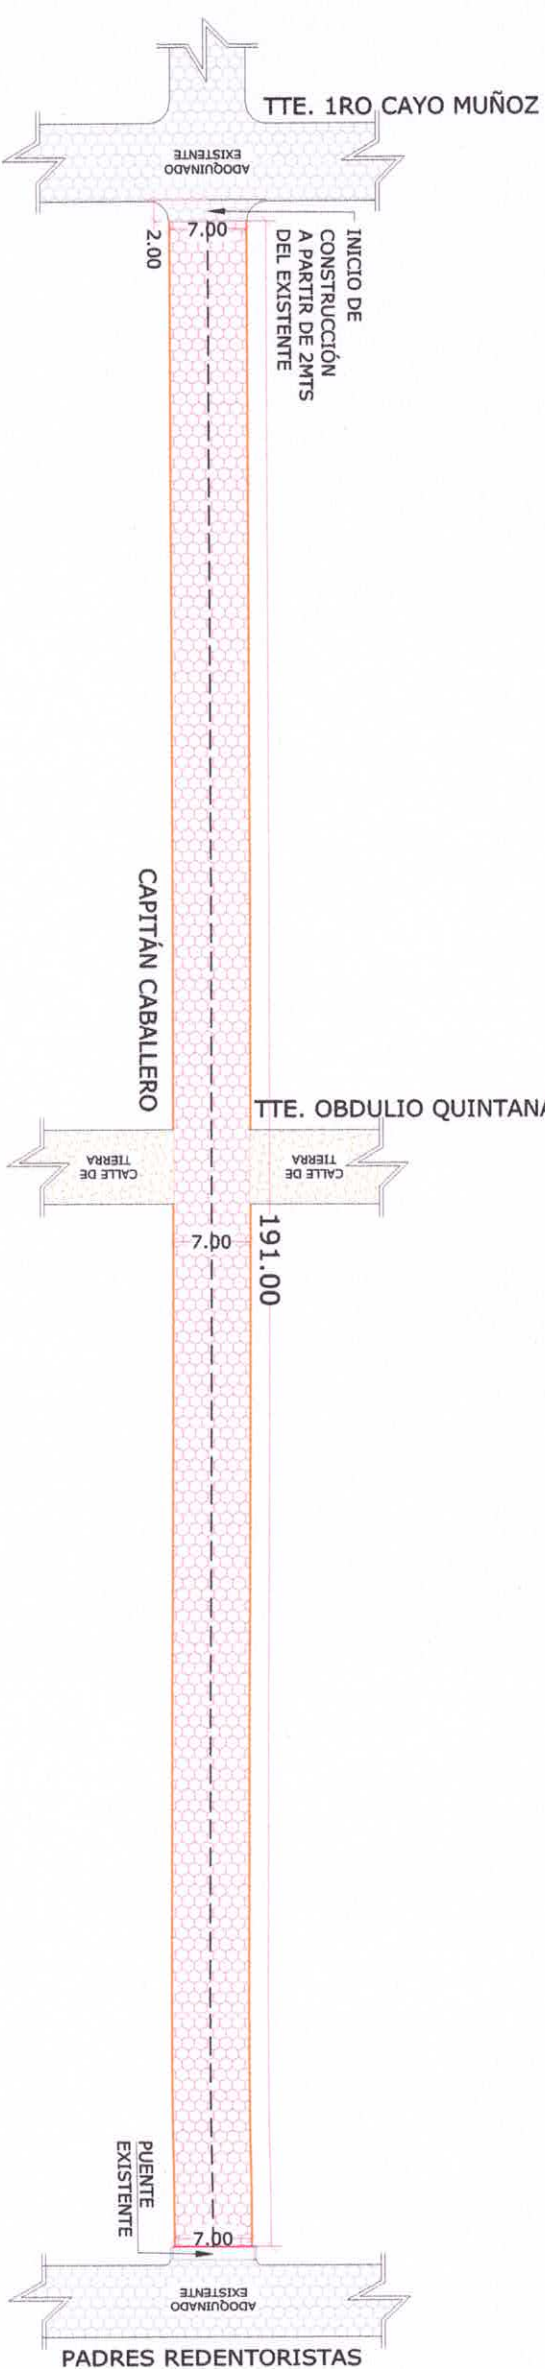 TTE. 1RO CAYO MUÑOZ
ADOQUINADO
EXISTENTE
7.00
2.00
INICIO DE
CONSTRUCCIÓN
A PARTIR DE 2MTS
DEL EXISTENTE
CAPITÁN CABALLERO
TTE. OBDULIO QUINTANA
CALLE DE
TIERRA
CALLE DE
TIERRA
7.00
191.00
PUENTE
EXISTENTE
7.00
ADOQUINADO
EXISTENTE
PADRES REDENTORISTAS